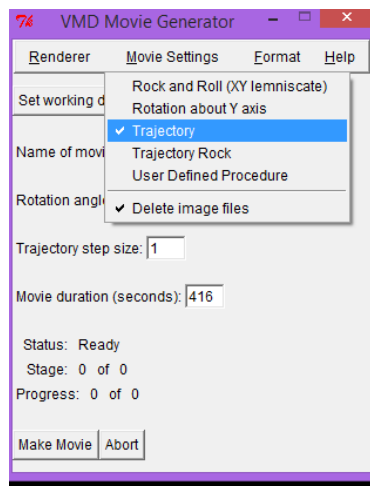 7% VMD Movie Generator
Renderer Movie Settings Format Help
Rock and Roll (XY lemniscate)
Set working d
Rotation about Y axis
✓ Trajectory
Name of movi
Trajectory Rock
User Defined Procedure
Rotation angl
✓ Delete image files
Trajectory step size: 1
Movie duration (seconds): 416
Status: Ready
Stage: 0 of 0
Progress: 0 of 0
Make Movie Abort